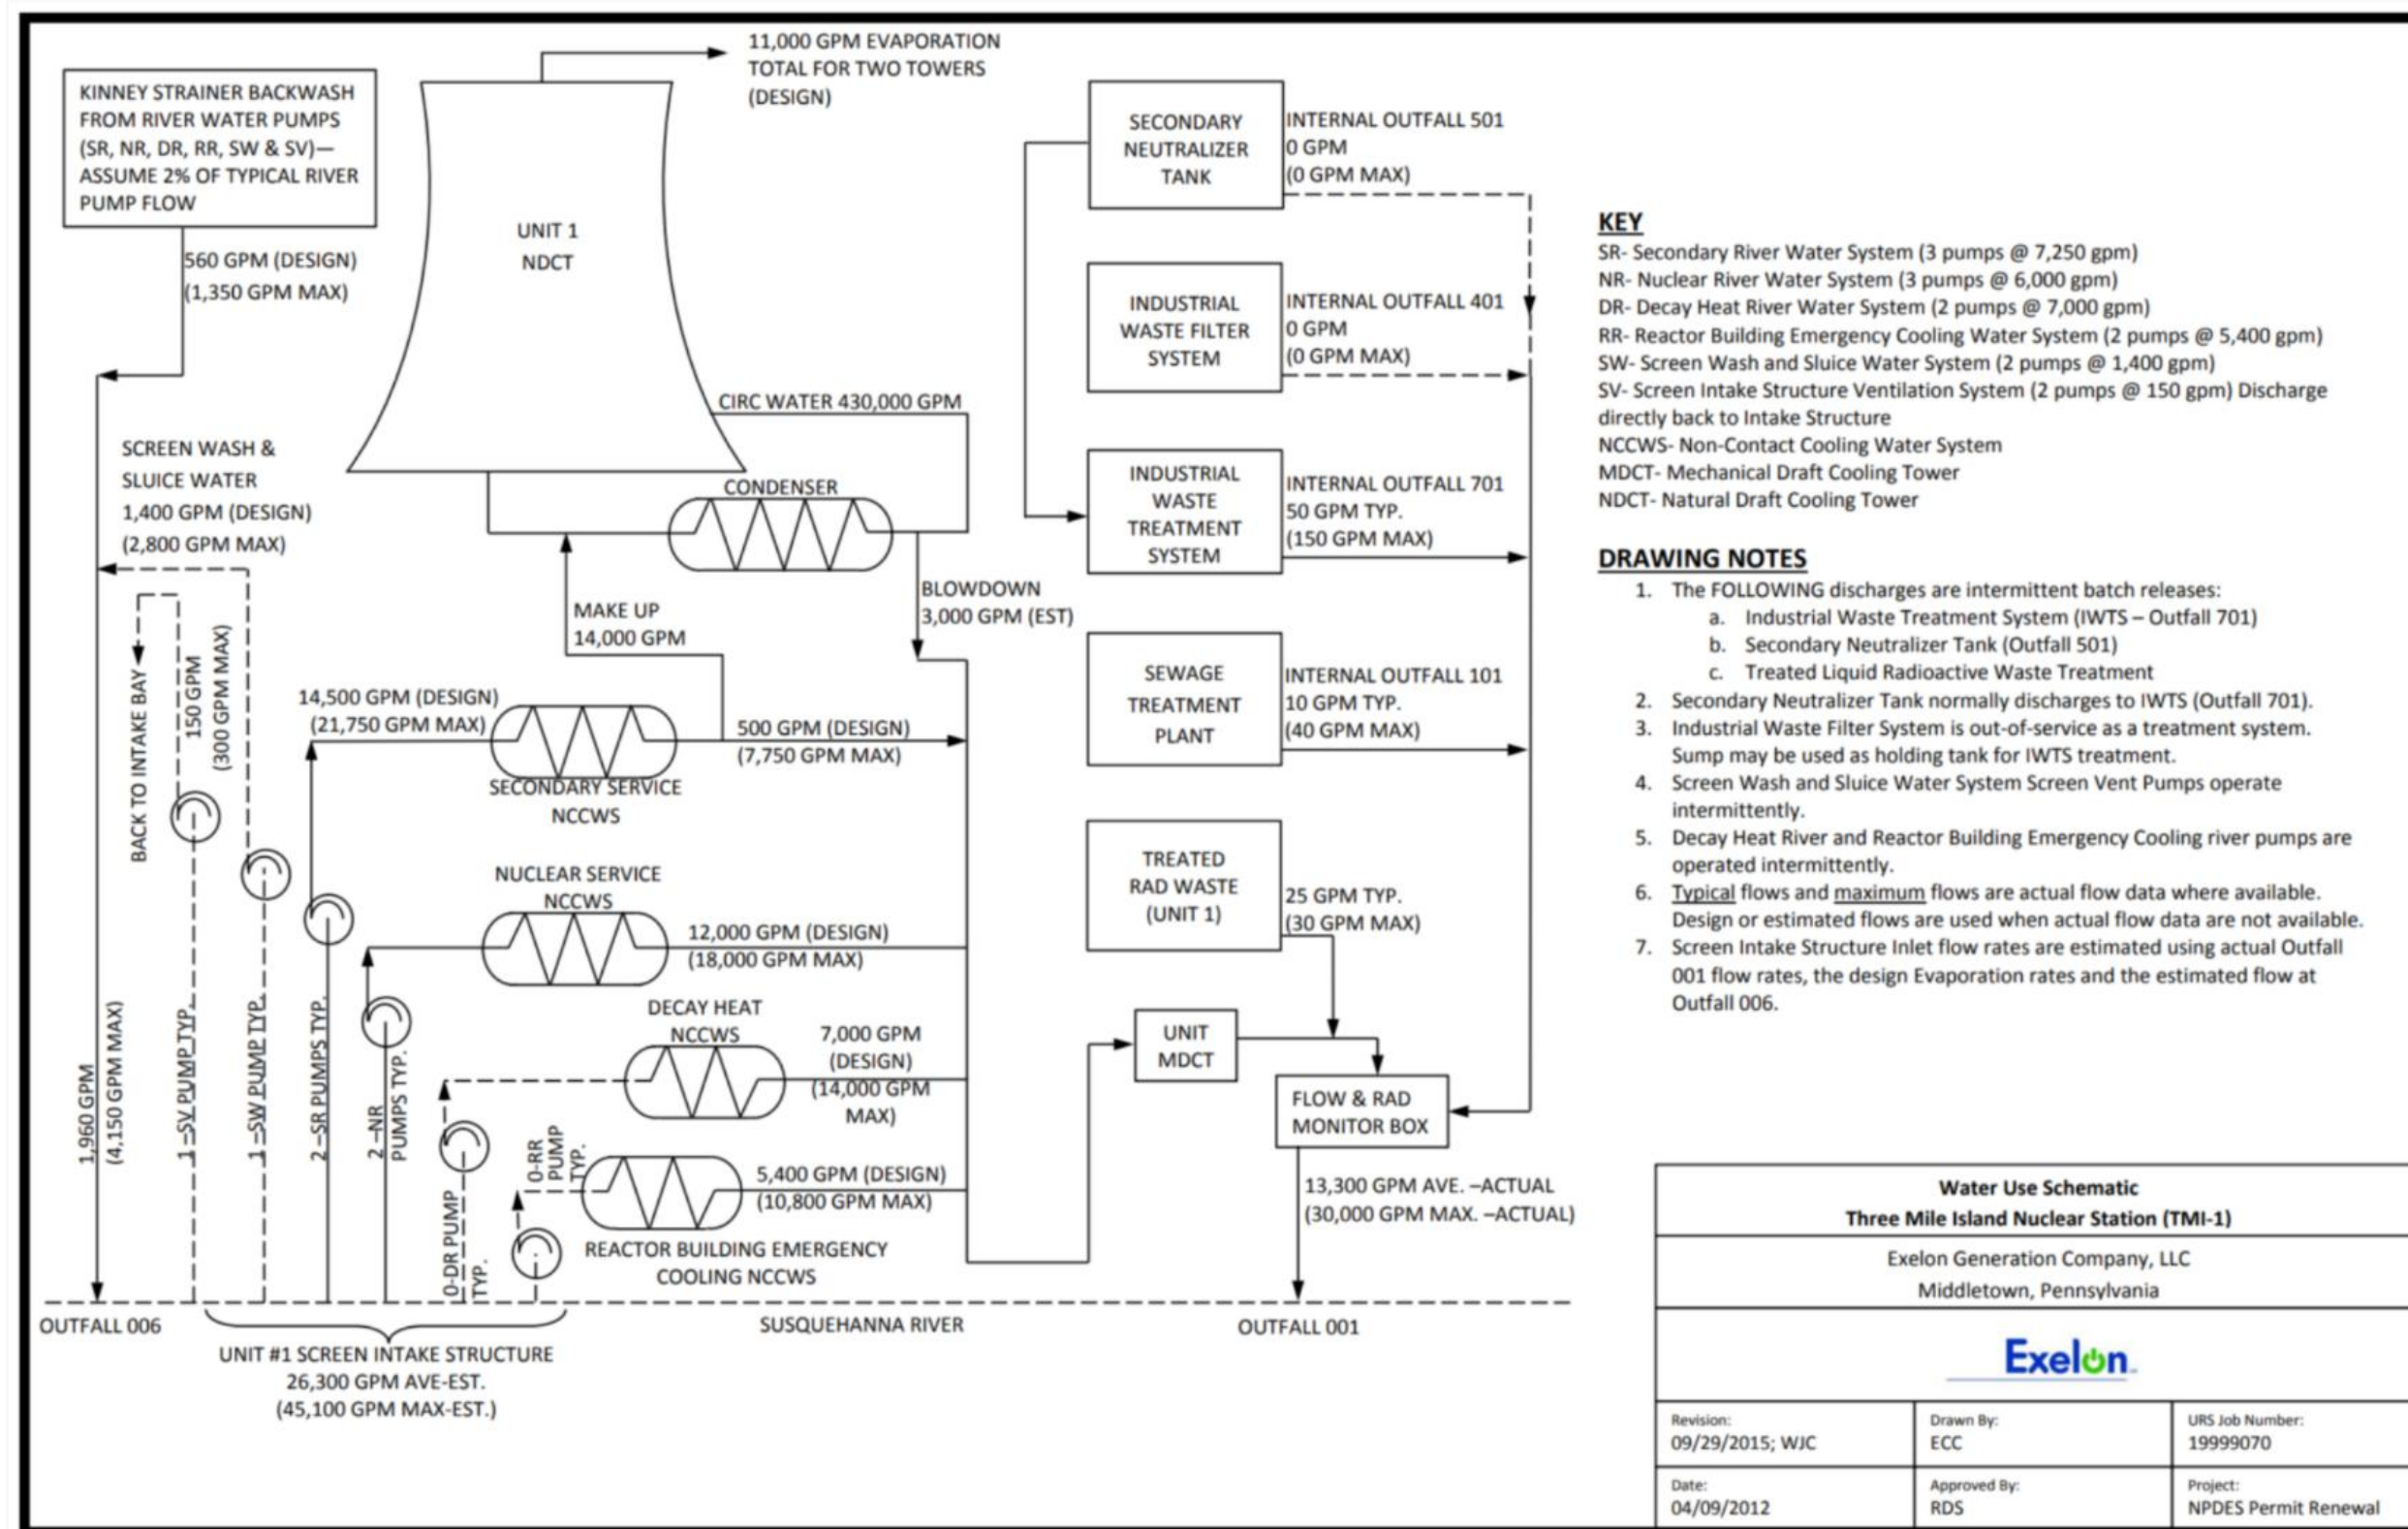 11,000 GPM EVAPORATION
TOTAL FOR TWO TOWERS
(DESIGN)
KINNEY STRAINER BACKWASH
FROM RIVER WATER PUMPS
(SR, NR, DR, RR, SW & SV)—
ASSUME 2% OF TYPICAL RIVER
PUMP FLOW
560 GPM (DESIGN)
(1,350 GPM MAX)
UNIT 1
NDCT
CIRC WATER 430,000 GPM
SCREEN WASH &
SLUICE WATER
1,400 GPM (DESIGN)
(2,800 GPM MAX)
CONDENSER
BLOWDOWN
3,000 GPM (EST)
MAKE UP
14,000 GPM
BACK TO INTAKE BAY
150 GPM
(300 GPM MAX)
14,500 GPM (DESIGN)
(21,750 GPM MAX)
500 GPM (DESIGN)
(7,750 GPM MAX)
SECONDARY SERVICE
NCCWS
NUCLEAR SERVICE
NCCWS
12,000 GPM (DESIGN)
(18,000 GPM MAX)
DECAY HEAT
NCCWS
7,000 GPM
(DESIGN)
(14,000 GPM
MAX)
1,960 GPM
(4,150 GPM MAX)
1 –SV PUMP TYP.
1 –SW PUMP TYP.
2 –SR PUMPS TYP.
2 –NR
PUMPS TYP.
0-DR PUMP
TYP.
0-RR
PUMP
TYP.
5,400 GPM (DESIGN)
(10,800 GPM MAX)
REACTOR BUILDING EMERGENCY
COOLING NCCWS
OUTFALL 006
UNIT #1 SCREEN INTAKE STRUCTURE
26,300 GPM AVE-EST.
(45,100 GPM MAX-EST.)
SUSQUEHANNA RIVER
OUTFALL 001
SECONDARY
NEUTRALIZER
TANK
INTERNAL OUTFALL 501
0 GPM
(0 GPM MAX)
INDUSTRIAL
WASTE FILTER
SYSTEM
INTERNAL OUTFALL 401
0 GPM
(0 GPM MAX)
INDUSTRIAL
WASTE
TREATMENT
SYSTEM
INTERNAL OUTFALL 701
50 GPM TYP.
(150 GPM MAX)
SEWAGE
TREATMENT
PLANT
INTERNAL OUTFALL 101
10 GPM TYP.
(40 GPM MAX)
TREATED
RAD WASTE
(UNIT 1)
25 GPM TYP.
(30 GPM MAX)
UNIT
MDCT
FLOW & RAD
MONITOR BOX
13,300 GPM AVE. –ACTUAL
(30,000 GPM MAX. –ACTUAL)
KEY
SR- Secondary River Water System (3 pumps @ 7,250 gpm)
NR- Nuclear River Water System (3 pumps @ 6,000 gpm)
DR- Decay Heat River Water System (2 pumps @ 7,000 gpm)
RR- Reactor Building Emergency Cooling Water System (2 pumps @ 5,400 gpm)
SW- Screen Wash and Sluice Water System (2 pumps @ 1,400 gpm)
SV- Screen Intake Structure Ventilation System (2 pumps @ 150 gpm) Discharge
directly back to Intake Structure
NCCWS- Non-Contact Cooling Water System
MDCT- Mechanical Draft Cooling Tower
NDCT- Natural Draft Cooling Tower
DRAWING NOTES
1. The FOLLOWING discharges are intermittent batch releases:
a. Industrial Waste Treatment System (IWTS – Outfall 701)
b. Secondary Neutralizer Tank (Outfall 501)
c. Treated Liquid Radioactive Waste Treatment
2. Secondary Neutralizer Tank normally discharges to IWTS (Outfall 701).
3. Industrial Waste Filter System is out-of-service as a treatment system.
Sump may be used as holding tank for IWTS treatment.
4. Screen Wash and Sluice Water System Screen Vent Pumps operate
intermittently.
5. Decay Heat River and Reactor Building Emergency Cooling river pumps are
operated intermittently.
6. Typical flows and maximum flows are actual flow data where available.
Design or estimated flows are used when actual flow data are not available.
7. Screen Intake Structure Inlet flow rates are estimated using actual Outfall
001 flow rates, the design Evaporation rates and the estimated flow at
Outfall 006.
Water Use Schematic
Three Mile Island Nuclear Station (TMI-1)
Exelon Generation Company, LLC
Middletown, Pennsylvania
Exelon
Revision:
09/29/2015; WJC
Drawn By:
ECC
URS Job Number:
19999070
Date:
04/09/2012
Approved By:
RDS
Project:
NPDES Permit Renewal